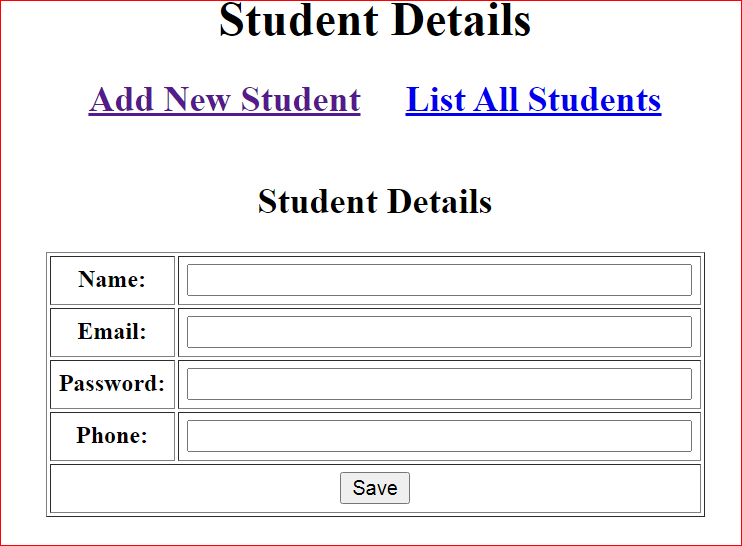 Student Details
Add New Student List All Students
Student Details
Name:
Email:
Password:
Phone:
Save